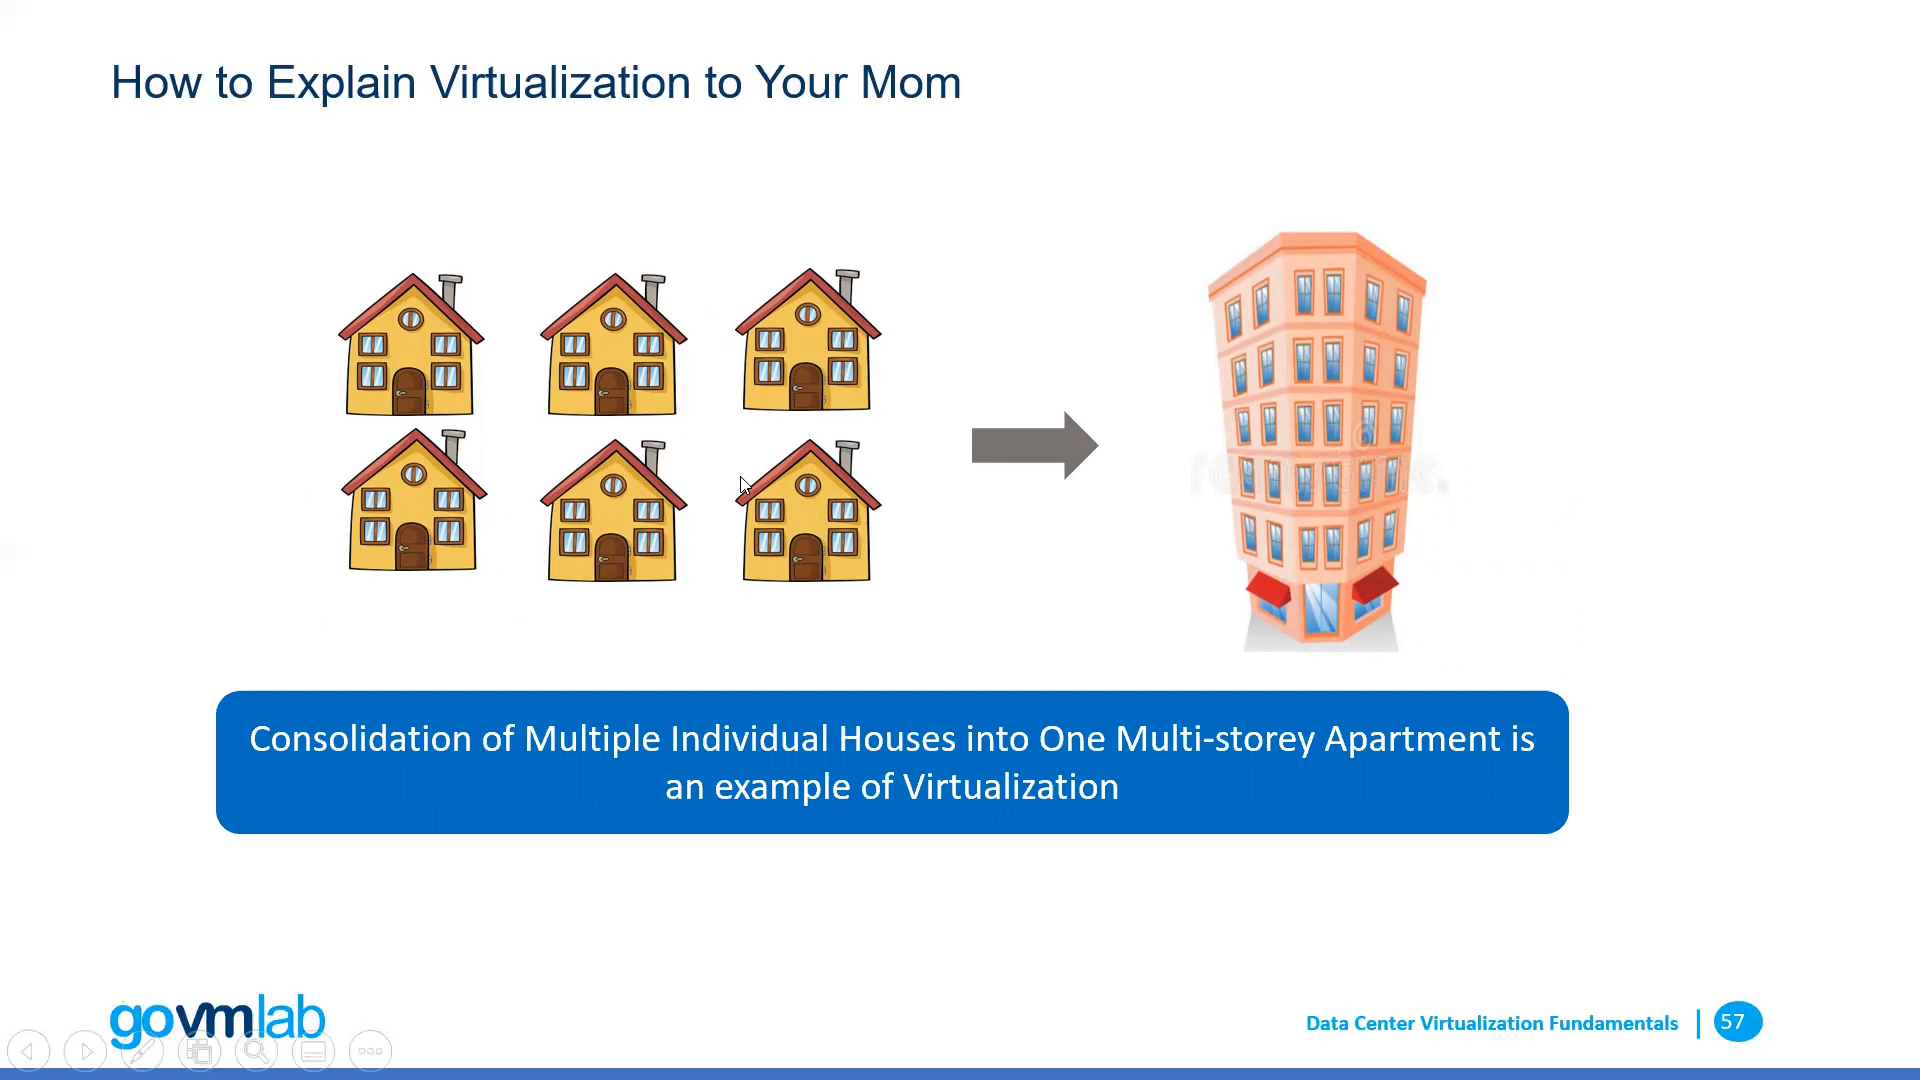 How to Explain Virtualization to Your Mom
Consolidation of Multiple Individual Houses into One Multi-storey Apartment is
an example of Virtualization
govmlab
Data Center Virtualization Fundamentals
57